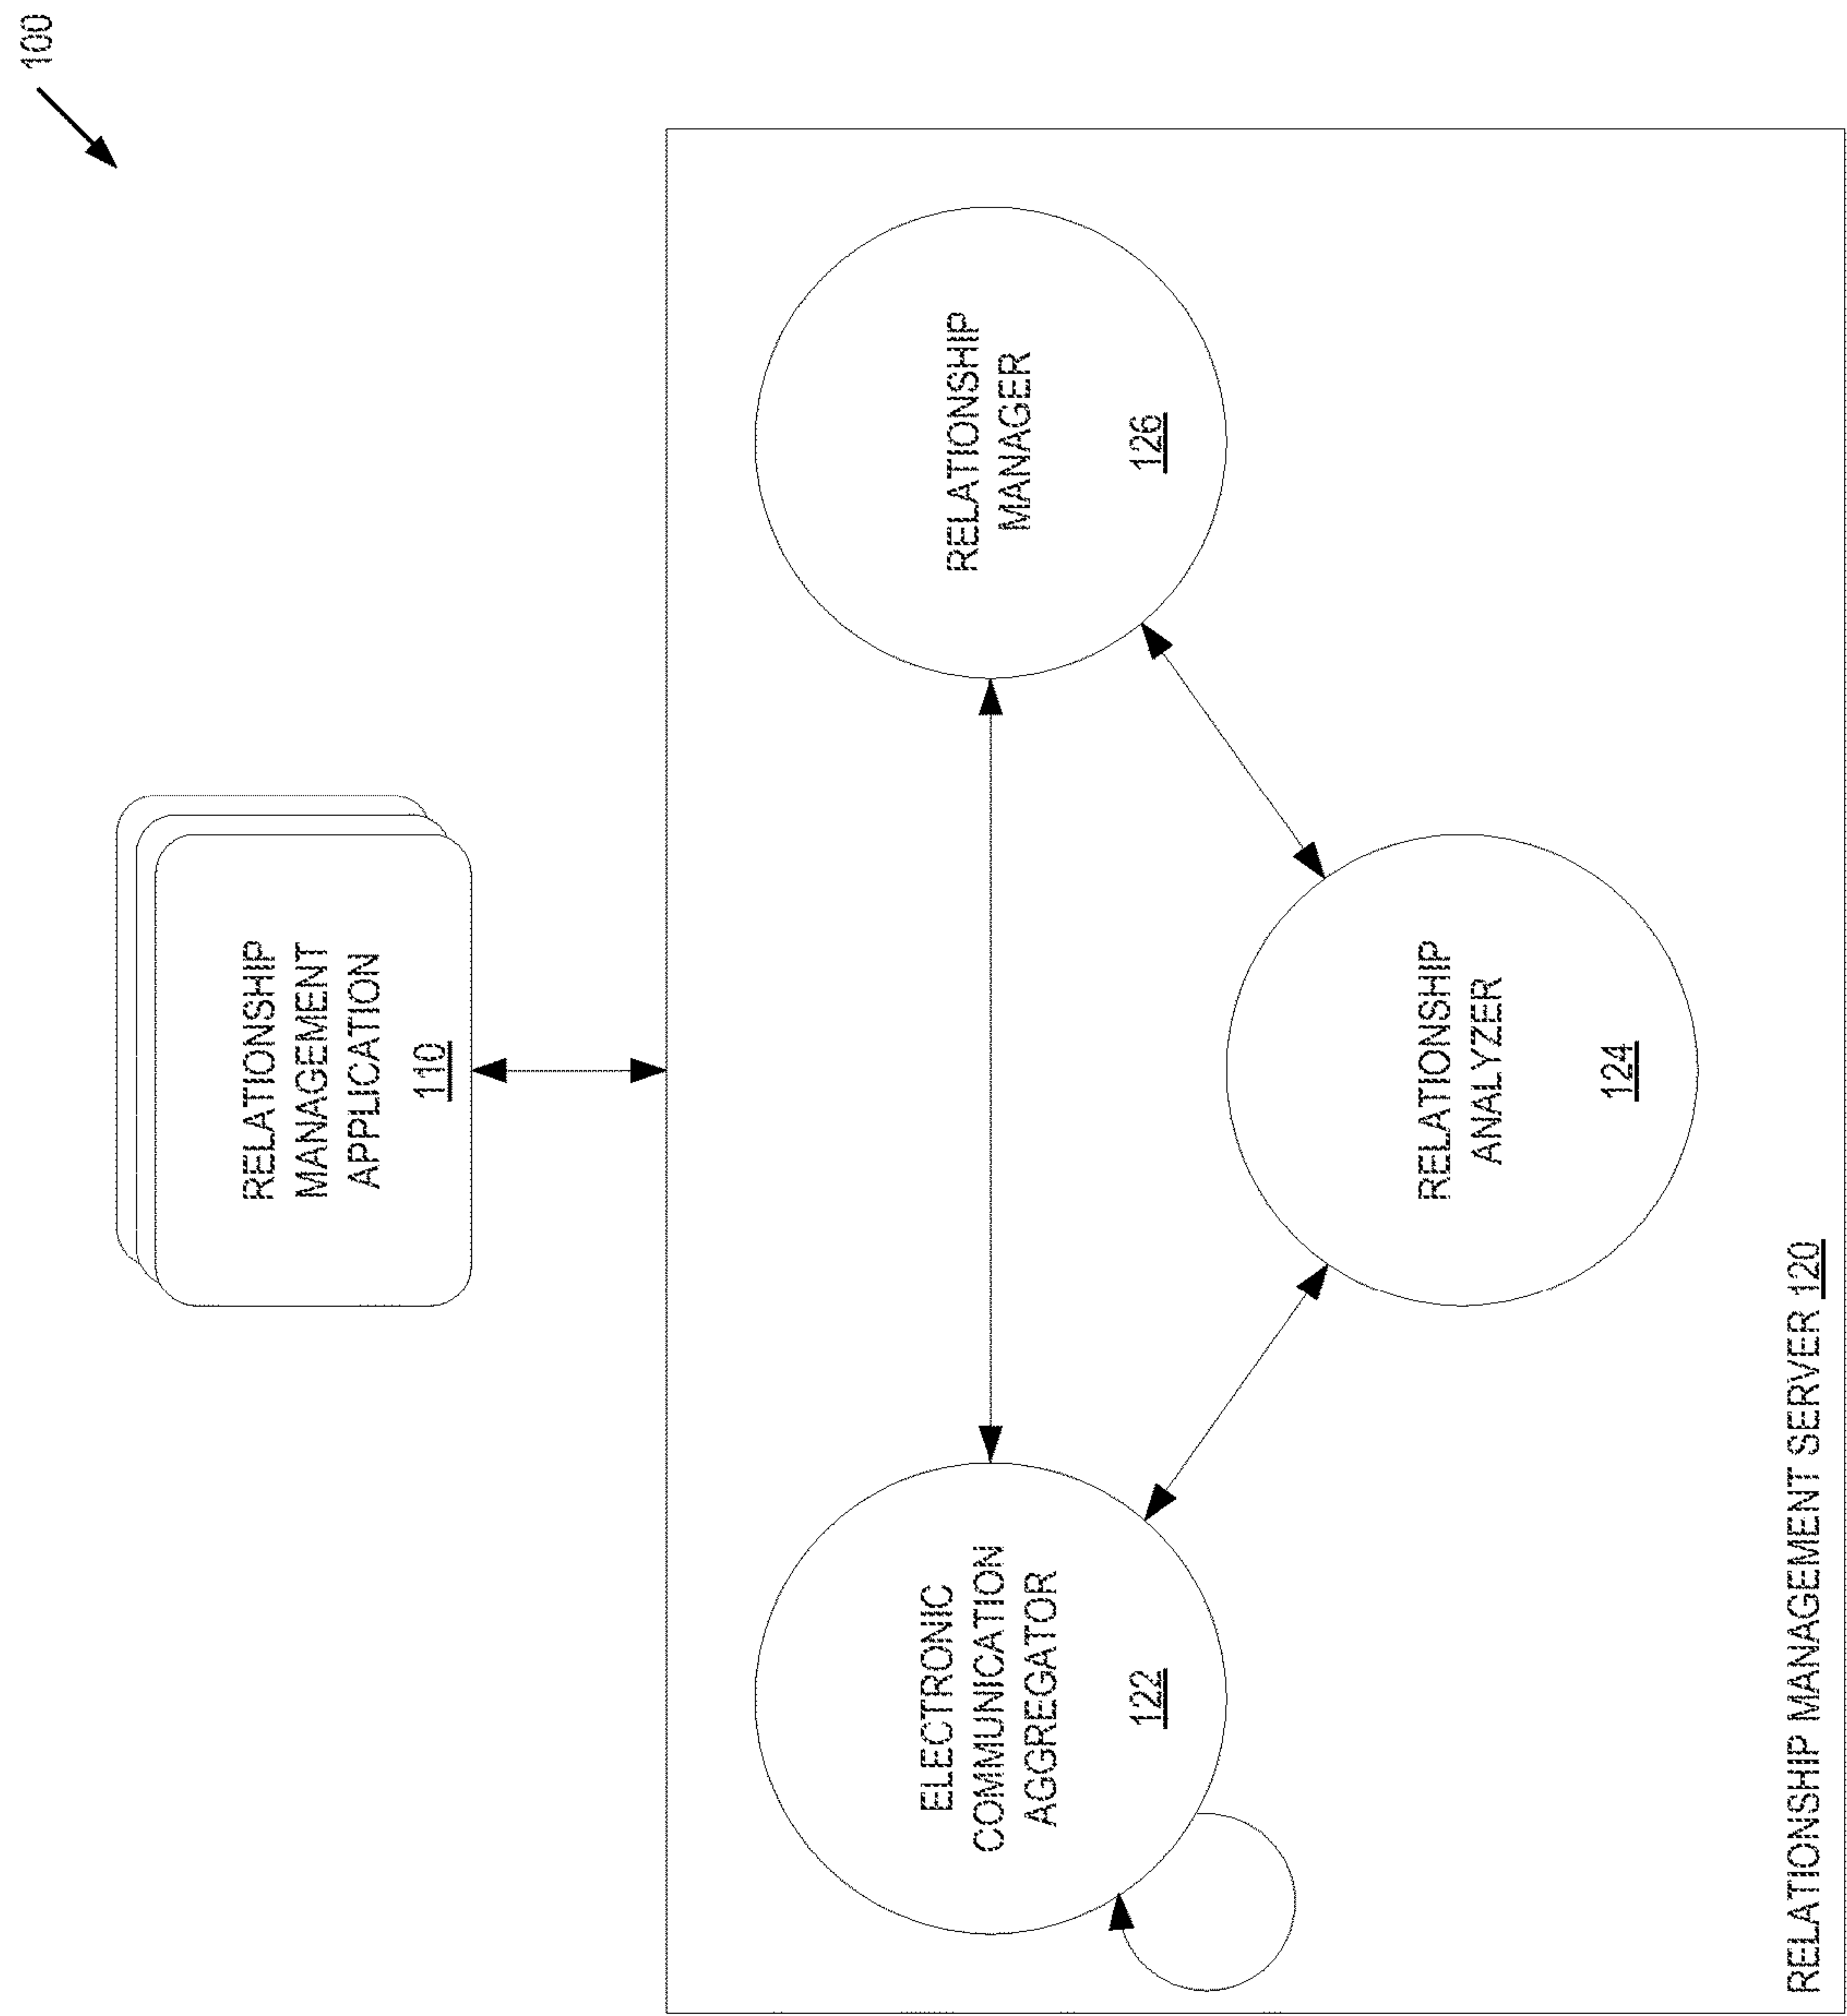 100
RELATIONSHIP
MANAGEMENT
APPLICATION
110
ELECTRONIC
COMMUNICATION
AGGREGATOR
122
RELATIONSHIP
ANALYZER
124
RELATIONSHIP
MANAGER
126
RELATIONSHIP MANAGEMENT SERVER 120